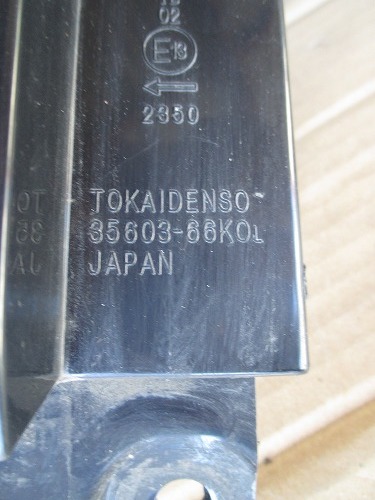 02
E13
2350
TOKAIDENSO
35603-66K0L
JAPAN